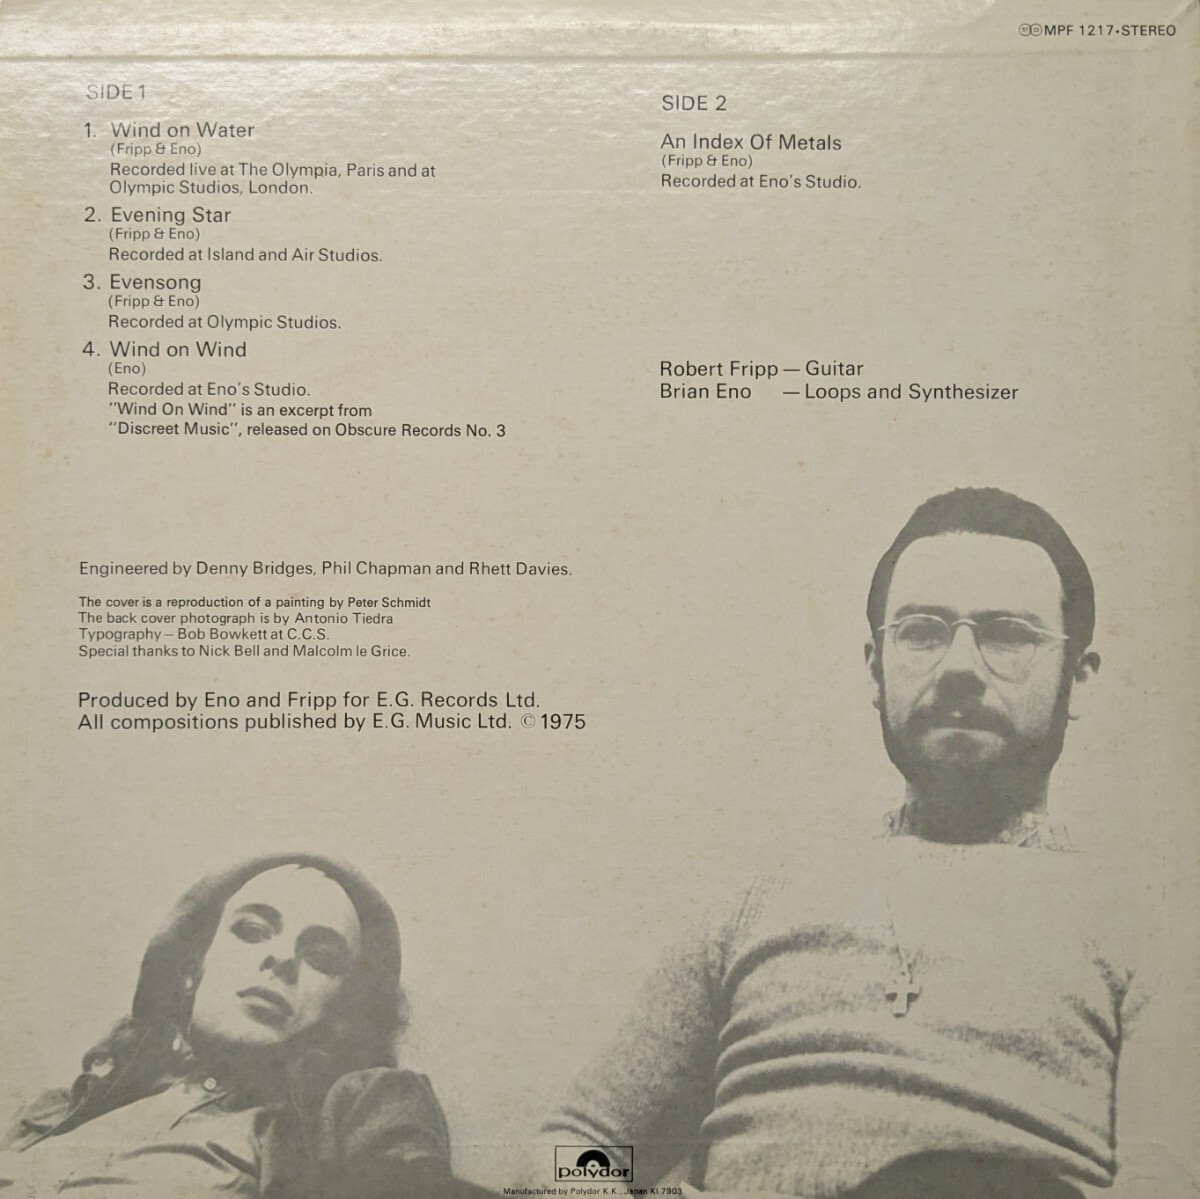 MPF 1217•STEREO
SIDE 1
1. Wind on Water
(Fripp & Eno)
Recorded live at The Olympia, Paris and at
Olympic Studios, London.
2. Evening Star
(Fripp & Eno)
Recorded at Island and Air Studios.
3. Evensong
(Fripp & Eno)
Recorded at Olympic Studios.
4. Wind on Wind
(Eno)
Recorded at Eno's Studio.
"Wind On Wind" is an excerpt from
"Discreet Music", released on Obscure Records No. 3
SIDE 2
An Index Of Metals
(Fripp & Eno)
Recorded at Eno's Studio.
Robert Fripp — Guitar
Brian Eno — Loops and Synthesizer
Engineered by Denny Bridges, Phil Chapman and Rhett Davies.
The cover is a reproduction of a painting by Peter Schmidt
The back cover photograph is by Antonio Tiedra
Typography – Bob Bowkett at C.C.S.
Special thanks to Nick Bell and Malcolm le Grice.
Produced by Eno and Fripp for E.G. Records Ltd.
All compositions published by E.G. Music Ltd. © 1975
polydor
Manufactured by Polydor K.K., Japan KI 7903